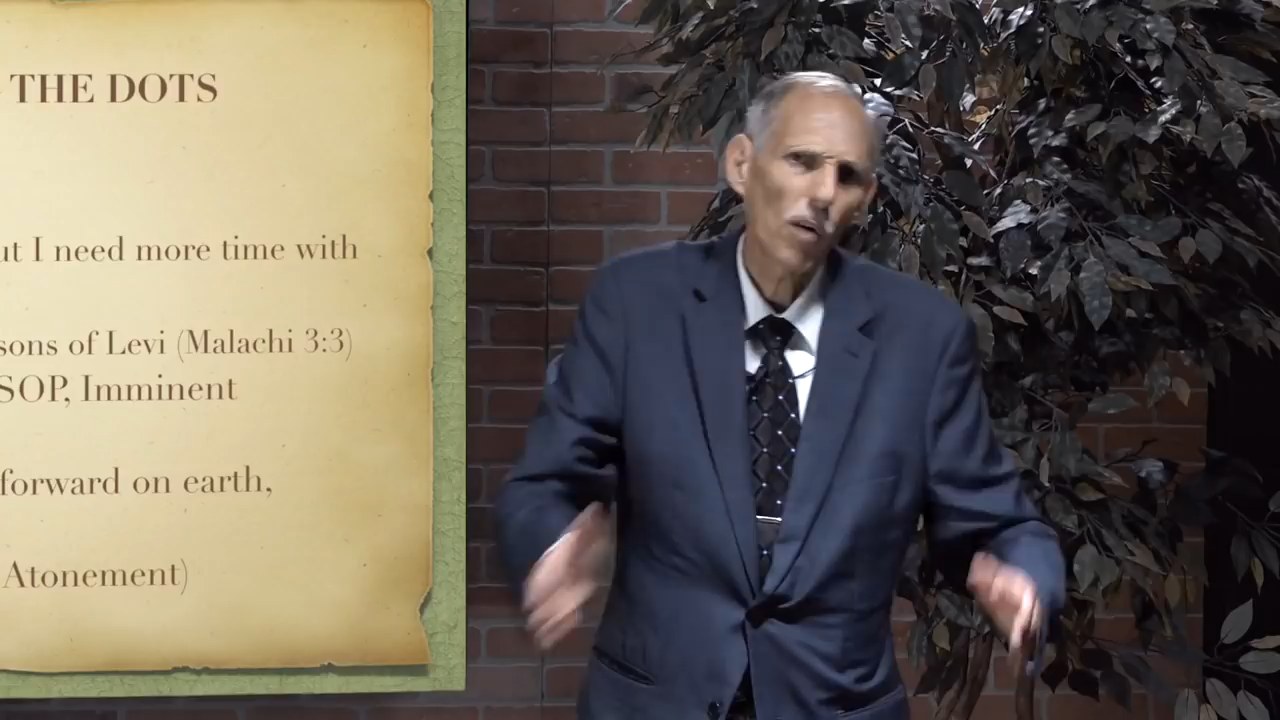 THE DOTS
ut I need more time with
sons of Levi (Malachi 3:3)
SOP, Imminent
forward on earth,
Atonement)